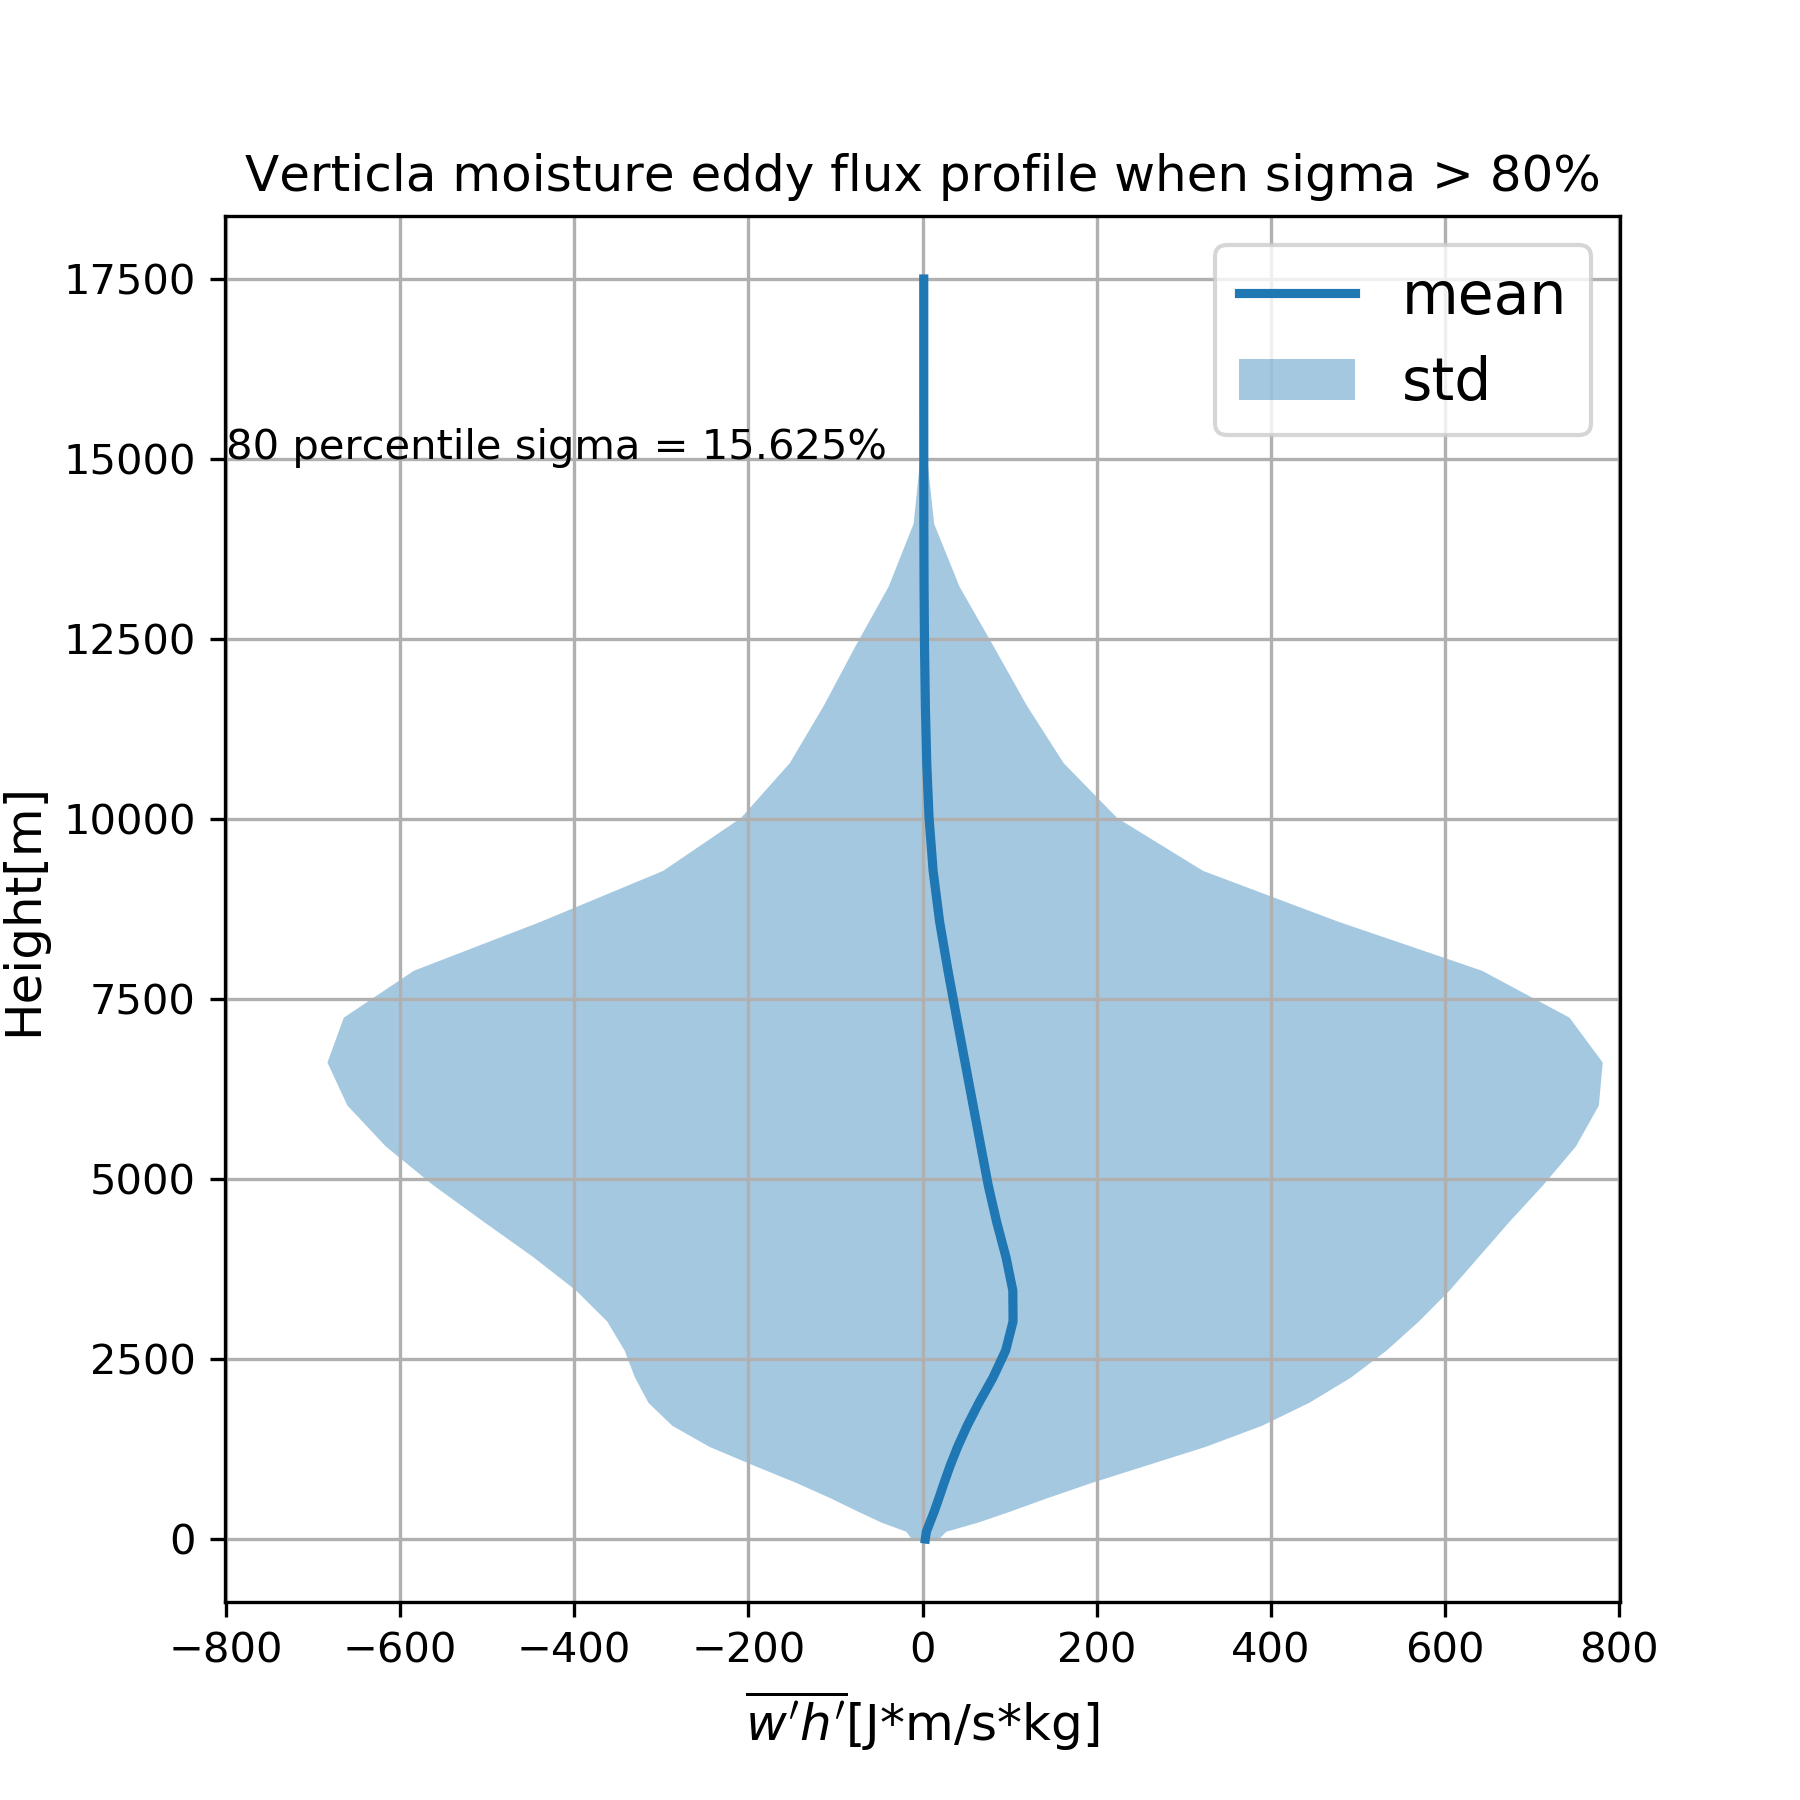 Verticla moisture eddy flux profile when sigma > 80%
mean
std
80 percentile sigma = 15.625%
Height[m]
17500
15000
12500
10000
7500
5000
2500
0
−800 −600 −400 −200 0 200 400 600 800
w′h′[J*m/s*kg]